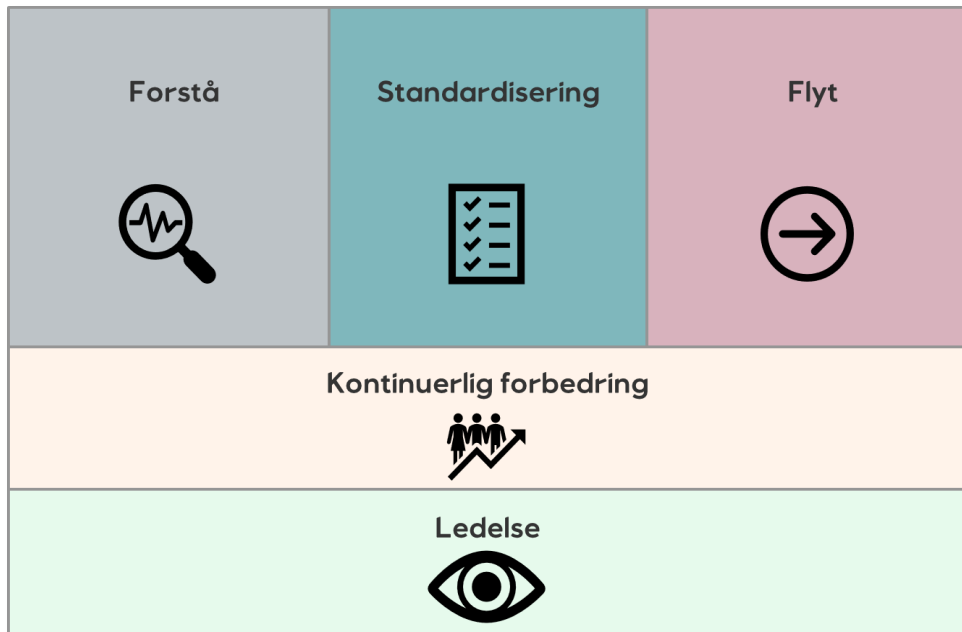 Forstå
Standardisering
Flyt
Kontinuerlig forbedring
Ledelse